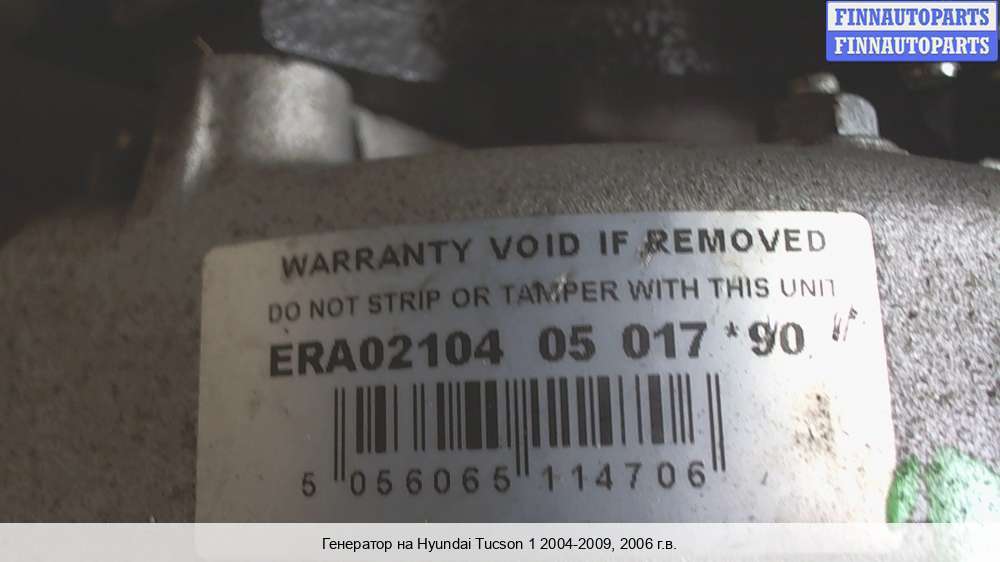 FINNAUTOPARTS
FINNAUTOPARTS
WARRANTY VOID IF REMOVED
DO NOT STRIP OR TAMPER WITH THIS UNIT
ERA02104 05 017 *90
5 056065 114706
Генератор на Hyundai Tucson 1 2004-2009, 2006 г.в.